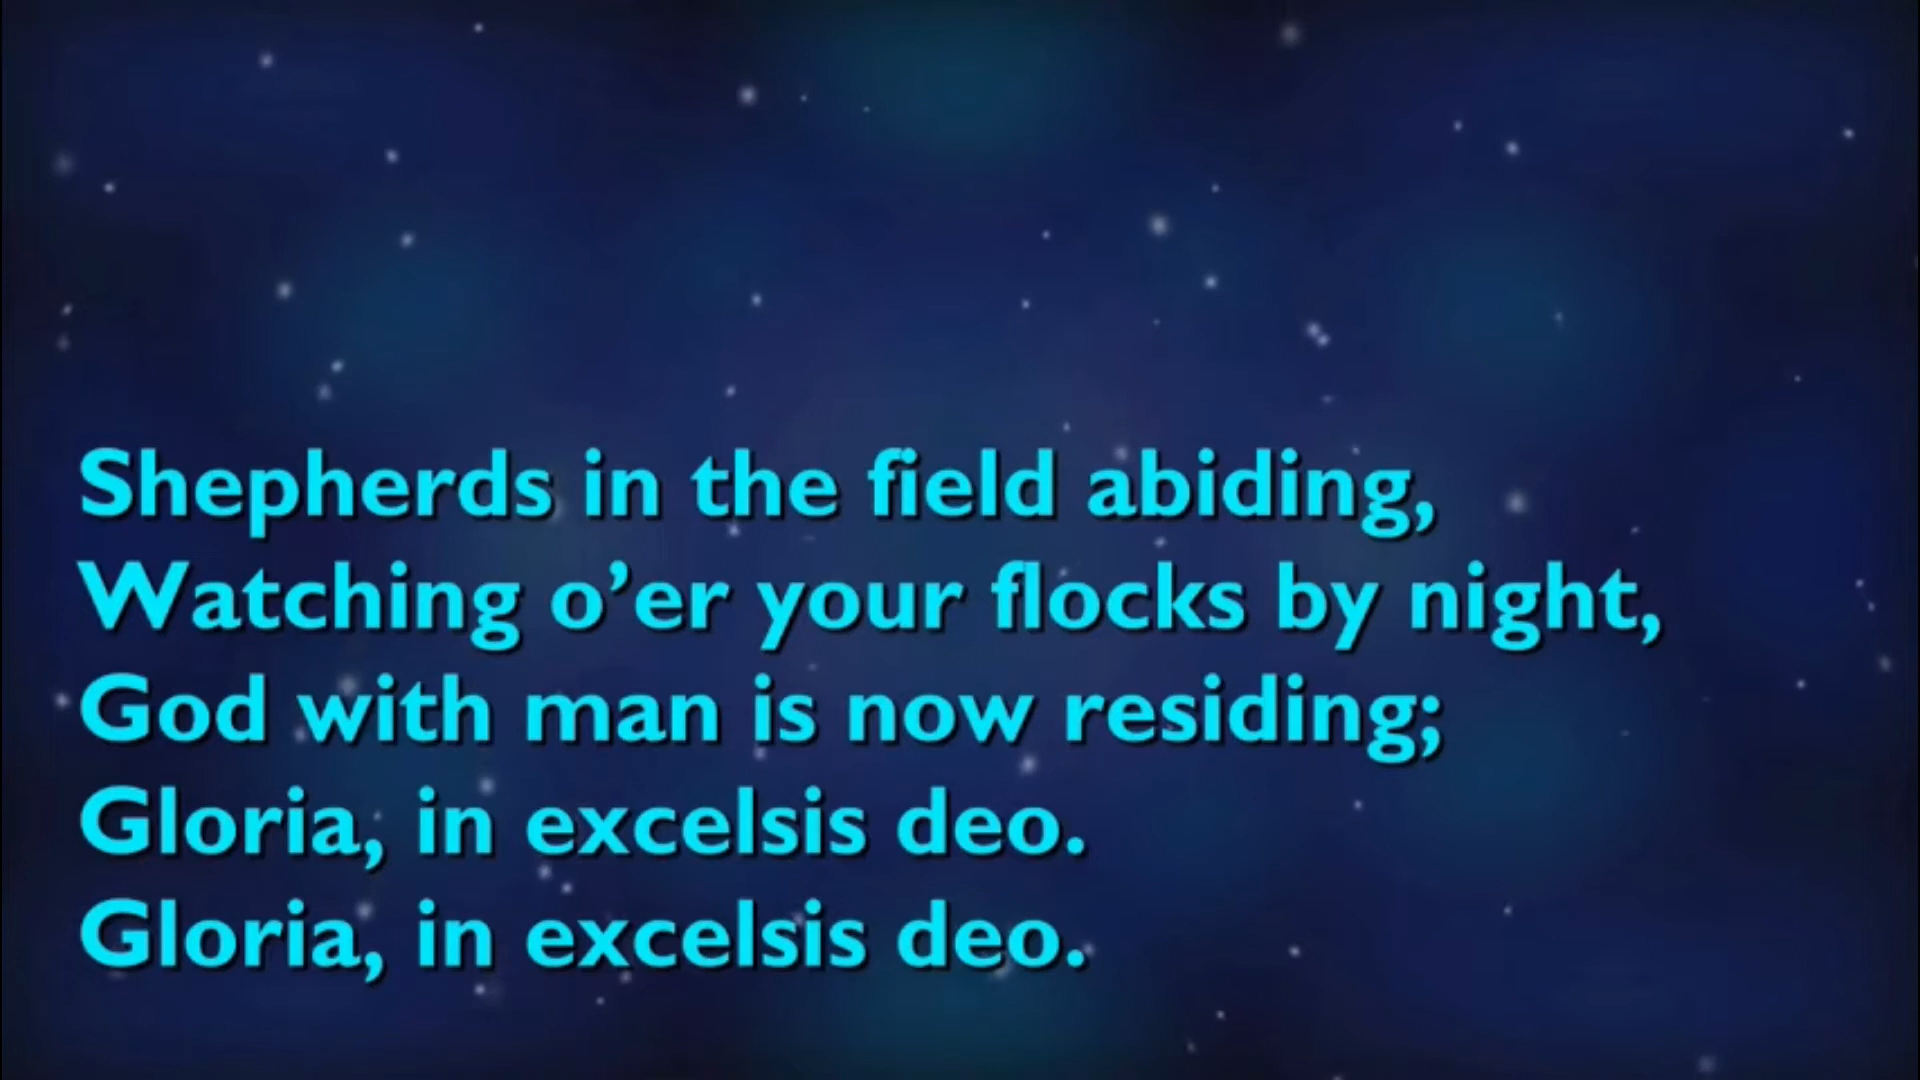 Shepherds in the field abiding,
Watching o’er your flocks by night,
God with man is now residing;
Gloria, in excelsis deo.
Gloria, in excelsis deo.